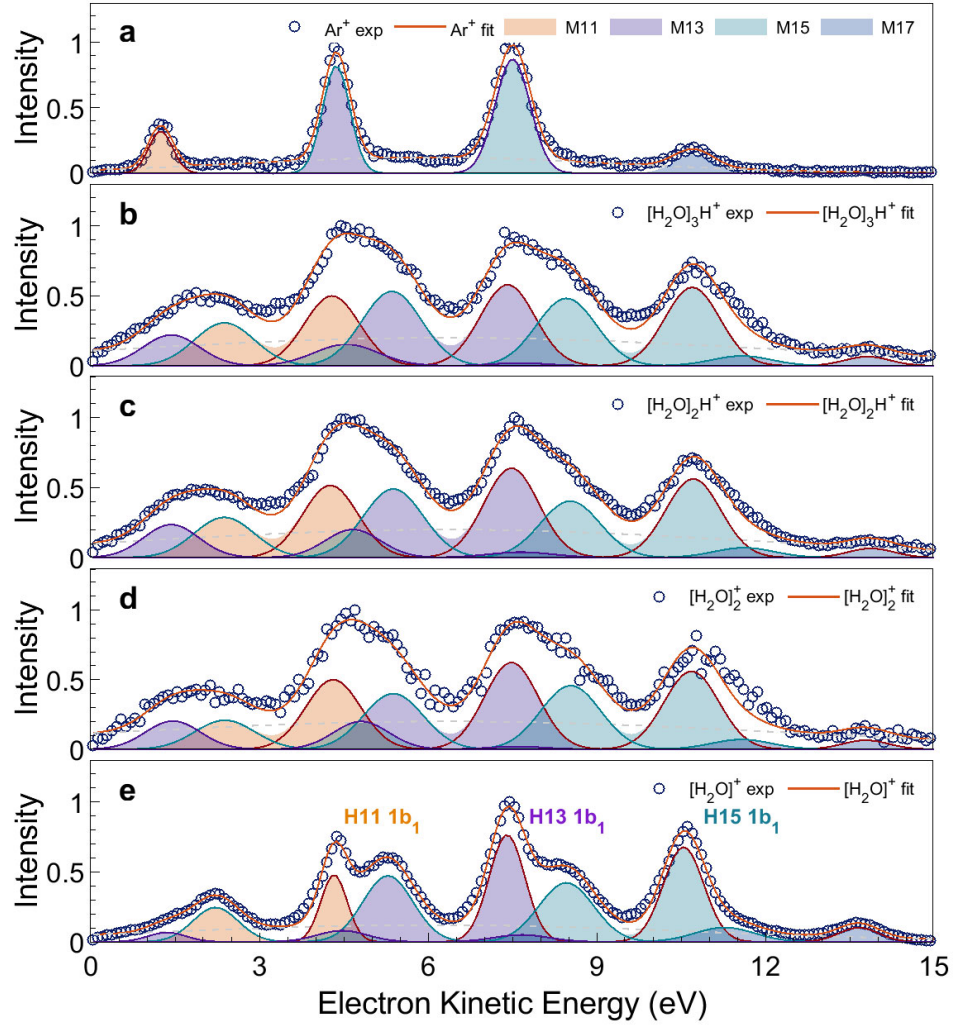 a
Ar⁺ exp Ar⁺ fit M11 M13 M15 M17
Intensity
1
0.5
0
b
[H₂O]₃H⁺ exp [H₂O]₃H⁺ fit
Intensity
1
0.5
0
c
[H₂O]₂H⁺ exp [H₂O]₂H⁺ fit
Intensity
1
0.5
0
d
[H₂O]₂⁺ exp [H₂O]₂⁺ fit
Intensity
1
0.5
0
e
[H₂O]⁺ exp [H₂O]⁺ fit
H11 1b₁ H13 1b₁ H15 1b₁
Intensity
1
0.5
0
0 3 6 9 12 15
Electron Kinetic Energy (eV)